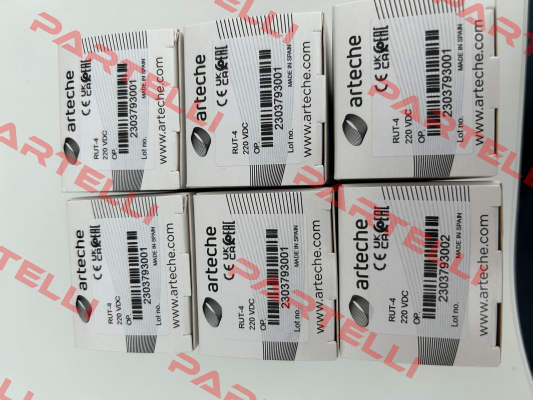 arteche
CE UK CA EAC
RUT-4
220 VDC
OP.
2303793001
MADE IN SPAIN
Lot no.
www.arteche.com
arteche
CE UK CA EAC
RUT-4
220 VDC
OP.
2303793001
MADE IN SPAIN
Lot no.
www.arteche.com
arteche
CE UK CA EAC
RUT-4
220 VDC
OP.
2303793001
MADE IN SPAIN
Lot no.
www.arteche.com
arteche
CE UK CA EAC
RUT-4
220 VDC
OP.
2303793001
MADE IN SPAIN
Lot no.
www.arteche.com
arteche
CE UK CA EAC
RUT-4
220 VDC
OP.
2303793001
MADE IN SPAIN
Lot no.
www.arteche.com
arteche
CE UK CA EAC
RUT-4
220 VDC
OP.
2303793002
MADE IN SPAIN
Lot no.
www.arteche.com
PARTELLI
PARTELLI
PARTELLI
PARTELLI
PARTELLI